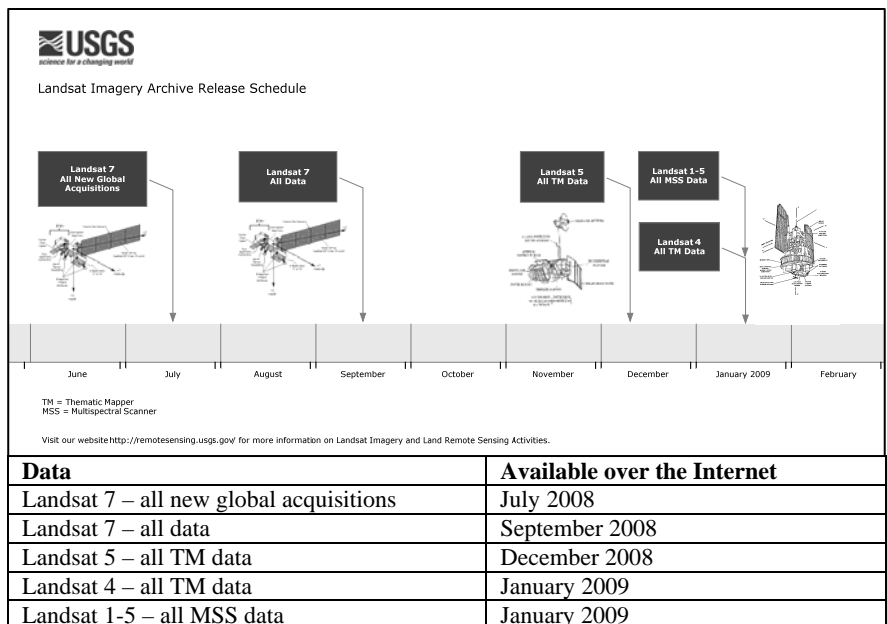 USGS
science for a changing world
Landsat Imagery Archive Release Schedule
Landsat 7
All New Global
Acquisitions
Landsat 7
All Data
Landsat 5
All TM Data
Landsat 1-5
All MSS Data
Landsat 4
All TM Data
June July August September October November December January 2009 February
TM = Thematic Mapper
MSS = Multispectral Scanner
Visit our website http://remotesensing.usgs.gov/ for more information on Landsat Imagery and Land Remote Sensing Activities.
Data Available over the Internet
Landsat 7 – all new global acquisitions July 2008
Landsat 7 – all data September 2008
Landsat 5 – all TM data December 2008
Landsat 4 – all TM data January 2009
Landsat 1-5 – all MSS data January 2009